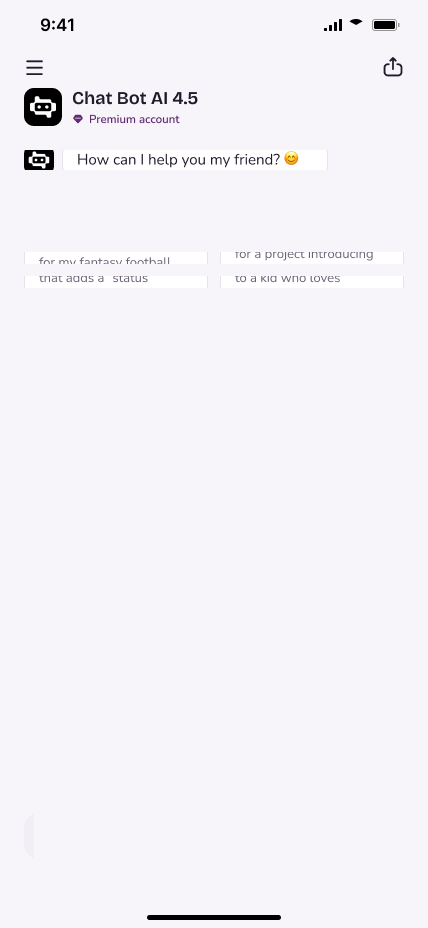 9:41
Chat Bot AI 4.5
Premium account
How can I help you my friend? 😊
for my fantasy football
for a project introducing
that adds a status
to a kid who loves